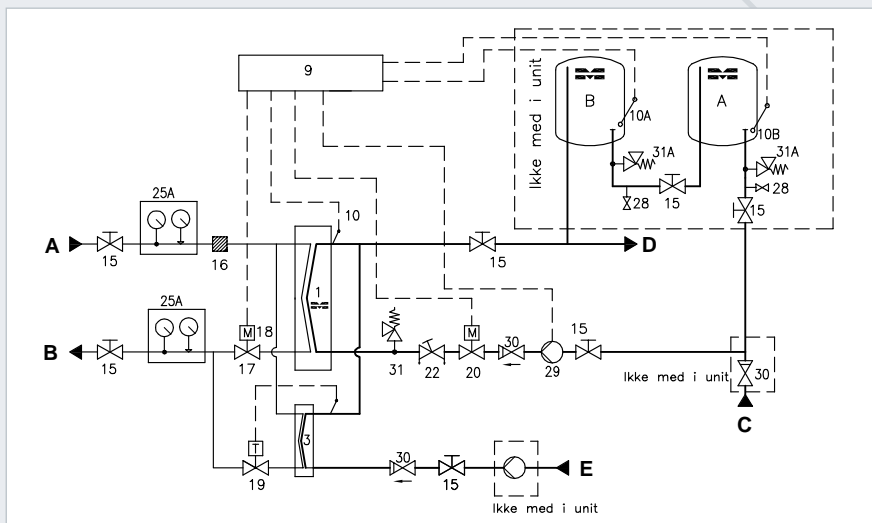 9
Ikke med i unit
B
A
10A
10B
31A
31A
28
15
28
15
25A
10
A
15
16
15
D
1
25A
M
18
M
30
15
B
15
17
31
22
20
29
Ikke med i unit
30
C
3
T
30
E
19
15
Ikke med i unit